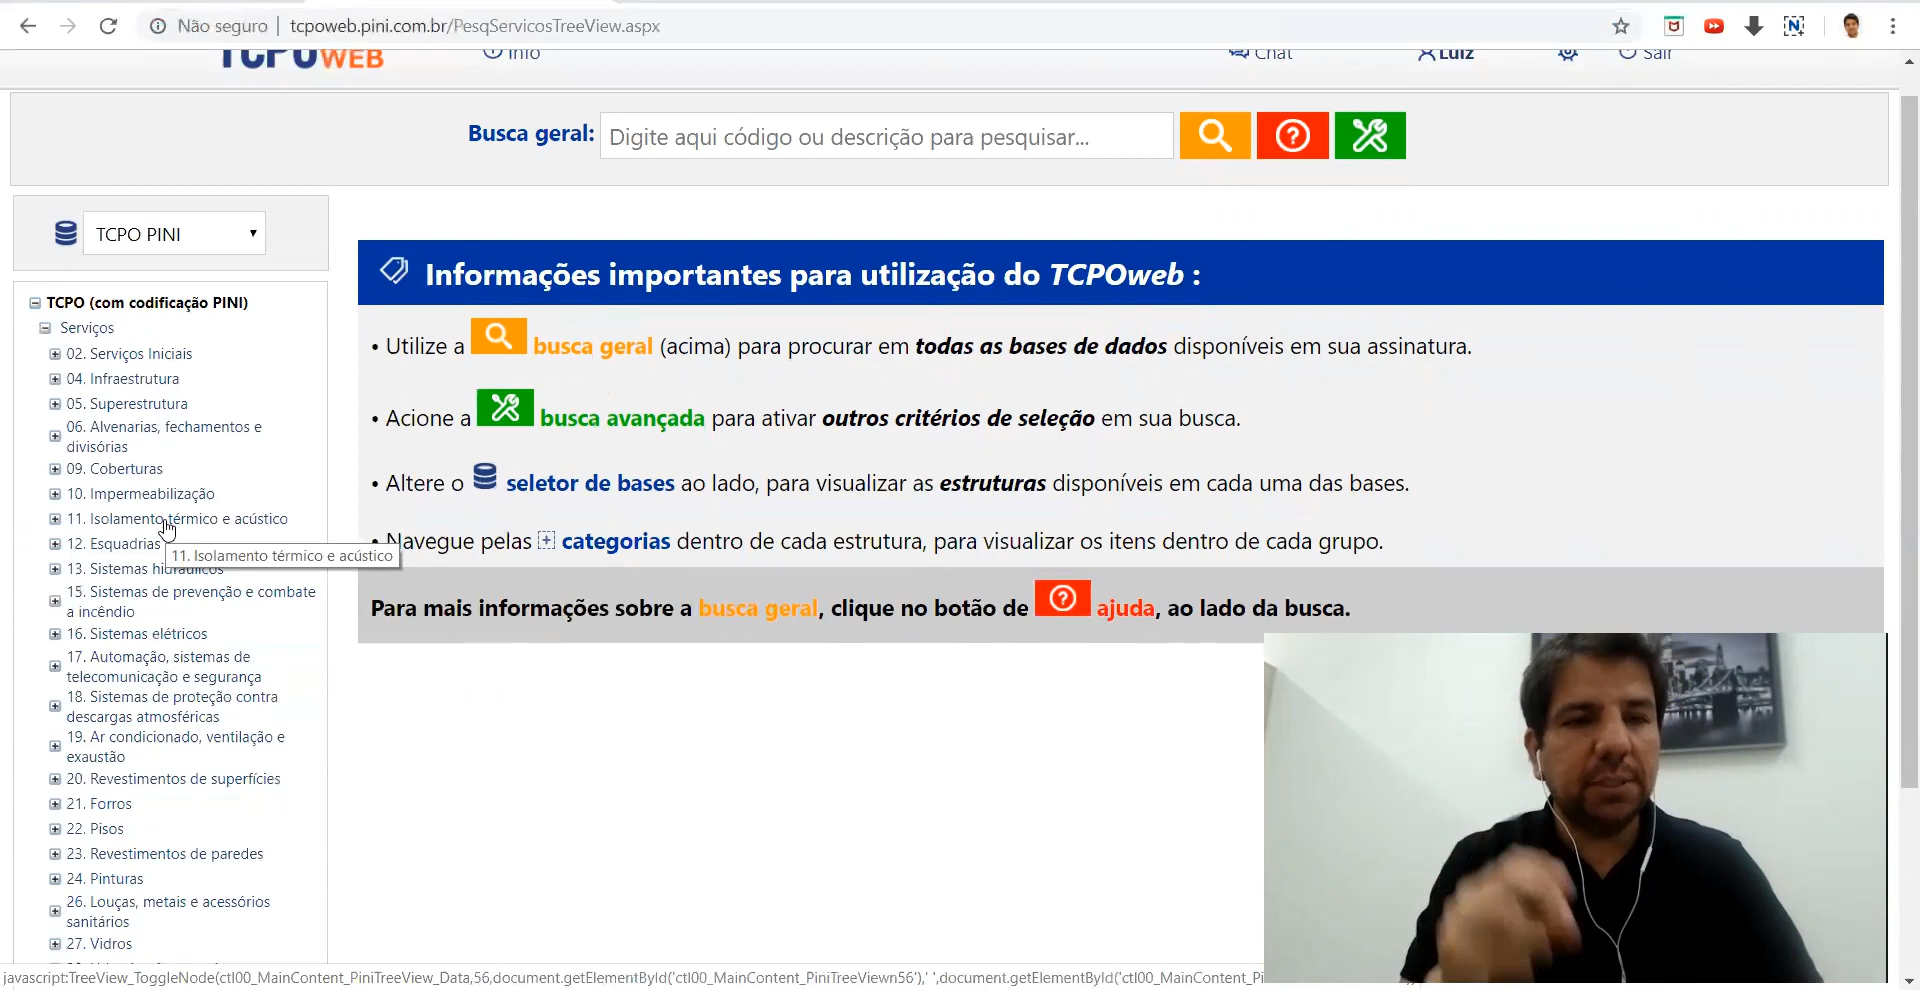 Não seguro | tcpoweb.pini.com.br/PesqServicosTreeView.aspx
TCPOWEB
Info
Chat
Luiz
Sair
Busca geral:
Digite aqui código ou descrição para pesquisar...
TCPO PINI
TCPO (com codificação PINI)
Serviços
02. Serviços Iniciais
04. Infraestrutura
05. Superestrutura
06. Alvenarias, fechamentos e
divisórias
09. Coberturas
10. Impermeabilização
11. Isolamento térmico e acústico
12. Esquadrias
11. Isolamento térmico e acústico
13. Sistemas hidráulicos
15. Sistemas de prevenção e combate
a incêndio
16. Sistemas elétricos
17. Automação, sistemas de
telecomunicação e segurança
18. Sistemas de proteção contra
descargas atmosféricas
19. Ar condicionado, ventilação e
exaustão
20. Revestimentos de superfícies
21. Forros
22. Pisos
23. Revestimentos de paredes
24. Pinturas
26. Louças, metais e acessórios
sanitários
27. Vidros
Informações importantes para utilização do TCPOweb :
• Utilize a busca geral (acima) para procurar em todas as bases de dados disponíveis em sua assinatura.
• Acione a busca avançada para ativar outros critérios de seleção em sua busca.
• Altere o seletor de bases ao lado, para visualizar as estruturas disponíveis em cada uma das bases.
• Navegue pelas categorias dentro de cada estrutura, para visualizar os itens dentro de cada grupo.
Para mais informações sobre a busca geral, clique no botão de ajuda, ao lado da busca.
javascript:TreeView_ToggleNode(ctl00_MainContent_PiniTreeView_Data,56,document.getElementById('ctl00_MainContent_PiniTreeViewn56'),' ',document.getElementById('ctl00_MainContent_Pi